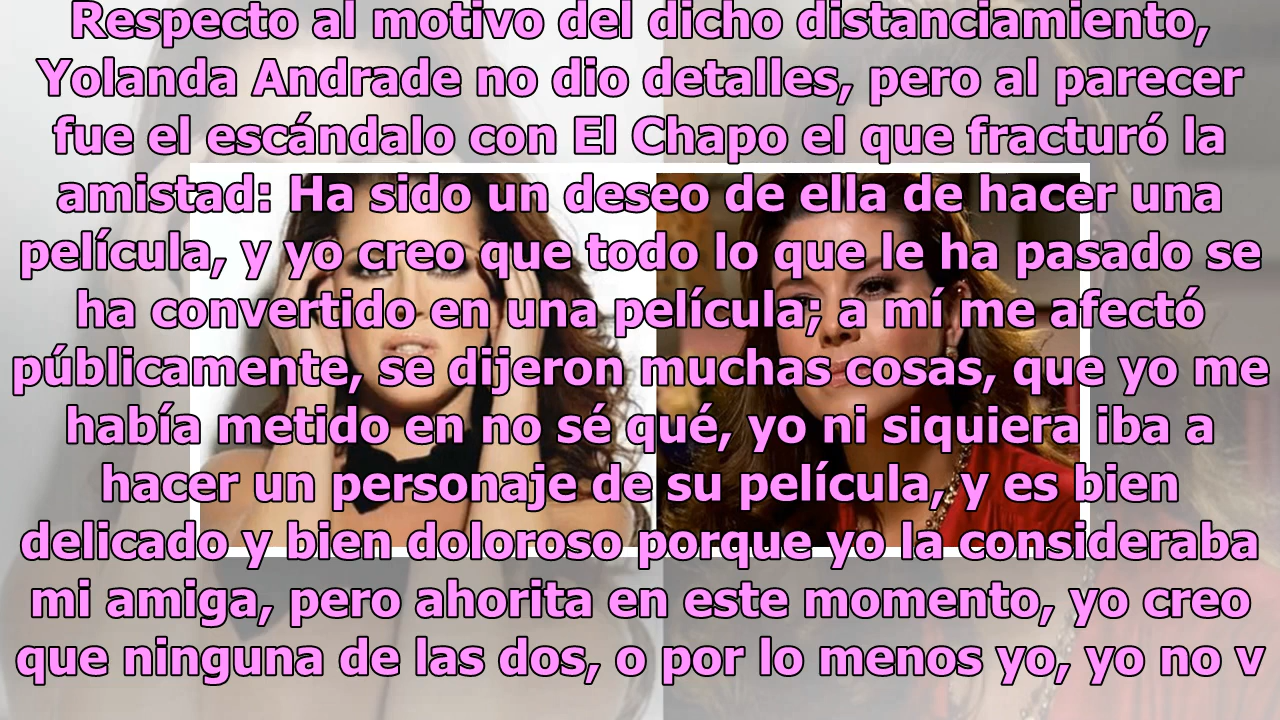 Respecto al motivo del dicho distanciamiento,
Yolanda Andrade no dio detalles, pero al parecer
fue el escándalo con El Chapo el que fracturó la
amistad: Ha sido un deseo de ella de hacer una
película, y yo creo que todo lo que le ha pasado se
ha convertido en una película; a mí me afectó
públicamente, se dijeron muchas cosas, que yo me
había metido en no sé qué, yo ni siquiera iba a
hacer un personaje de su película, y es bien
delicado y bien doloroso porque yo la consideraba
mi amiga, pero ahorita en este momento, yo creo
que ninguna de las dos, o por lo menos yo, yo no v